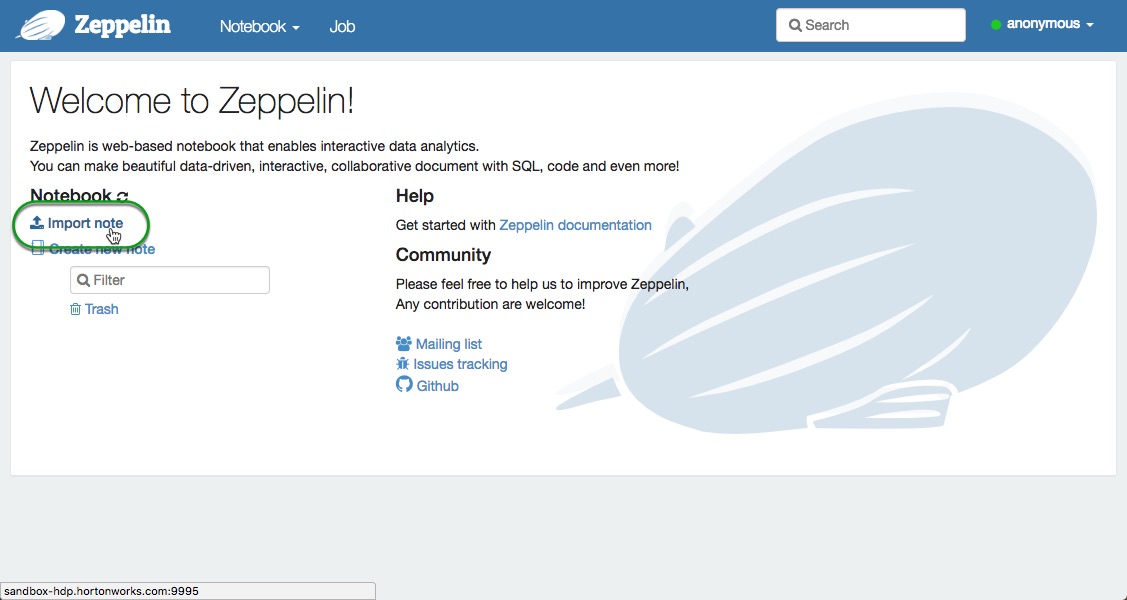 Zeppelin
Notebook
Job
Search
anonymous
Welcome to Zeppelin!
Zeppelin is web-based notebook that enables interactive data analytics.
You can make beautiful data-driven, interactive, collaborative document with SQL, code and even more!
Notebook
Import note
Create new note
Filter
Trash
Help
Get started with Zeppelin documentation
Community
Please feel free to help us to improve Zeppelin,
Any contribution are welcome!
Mailing list
Issues tracking
Github
sandbox-hdp.hortonworks.com:9995